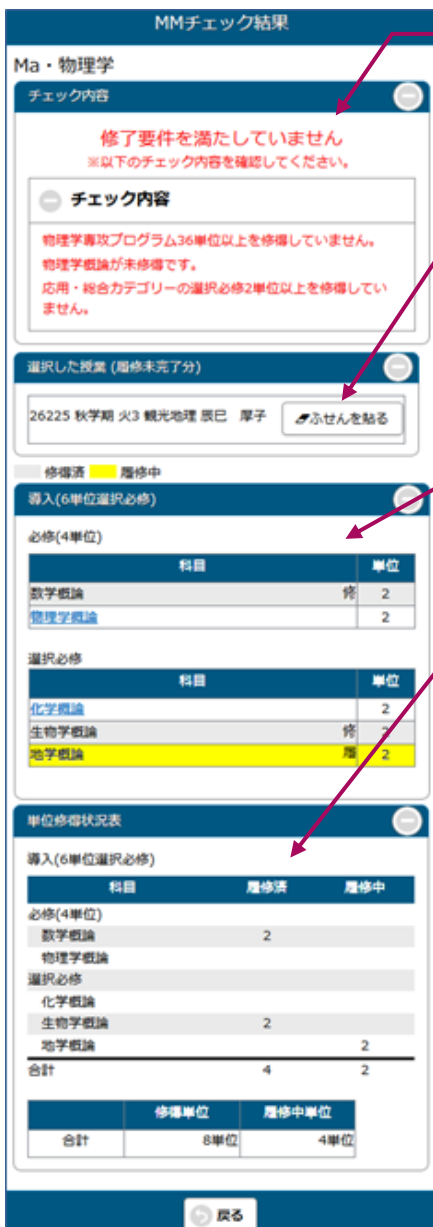 MMチェック結果
Ma・物理学
チェック内容
修了要件を満たしていません
※以下のチェック内容を確認してください。
チェック内容
物理学専攻プログラム36単位以上を修得していません。
物理学概論が未修得です。
応用・総合カテゴリーの選択必修2単位以上を修得してい
ません。
選択した授業 (履修未完了分)
26225 秋学期 火3 観光地理 辰巳 厚子 ふせんを貼る
修得済 履修中
導入(6単位選択必修)
必修(4単位)
科目 単位
数学概論 修 2
物理学概論 2
選択必修
科目 単位
化学概論 2
生物学概論 修 2
地学概論 履 2
単位修得状況表
導入(6単位選択必修)
科目 履修済 履修中
必修(4単位)
数学概論 2
物理学概論
選択必修
化学概論
生物学概論 2
地学概論 2
合計 4 2
修得単位 履修中単位
合計 8単位 4単位
戻る